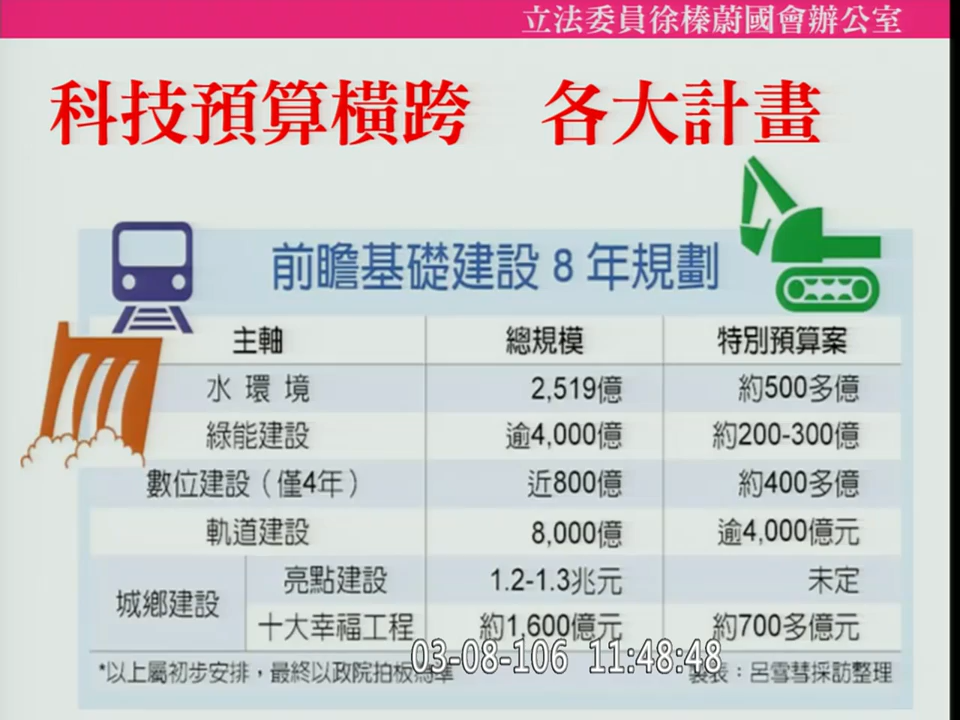 立法委員徐榛蔚國會辦公室
科技預算橫跨 各大計畫
前瞻基礎建設8年規劃
主軸 總規模 特別預算案
水環境 2,519億 約500多億
綠能建設 逾4,000億 約200-300億
數位建設（僅4年） 近800億 約400多億
軌道建設 8,000億 逾4,000億元
城鄉建設 亮點建設 1.2-1.3兆元 未定
十大幸福工程 約1,600億元 約700多億元
03-08-106 11:48:48
*以上屬初步安排，最終以政院拍板為準 製表：呂雪彗採訪整理